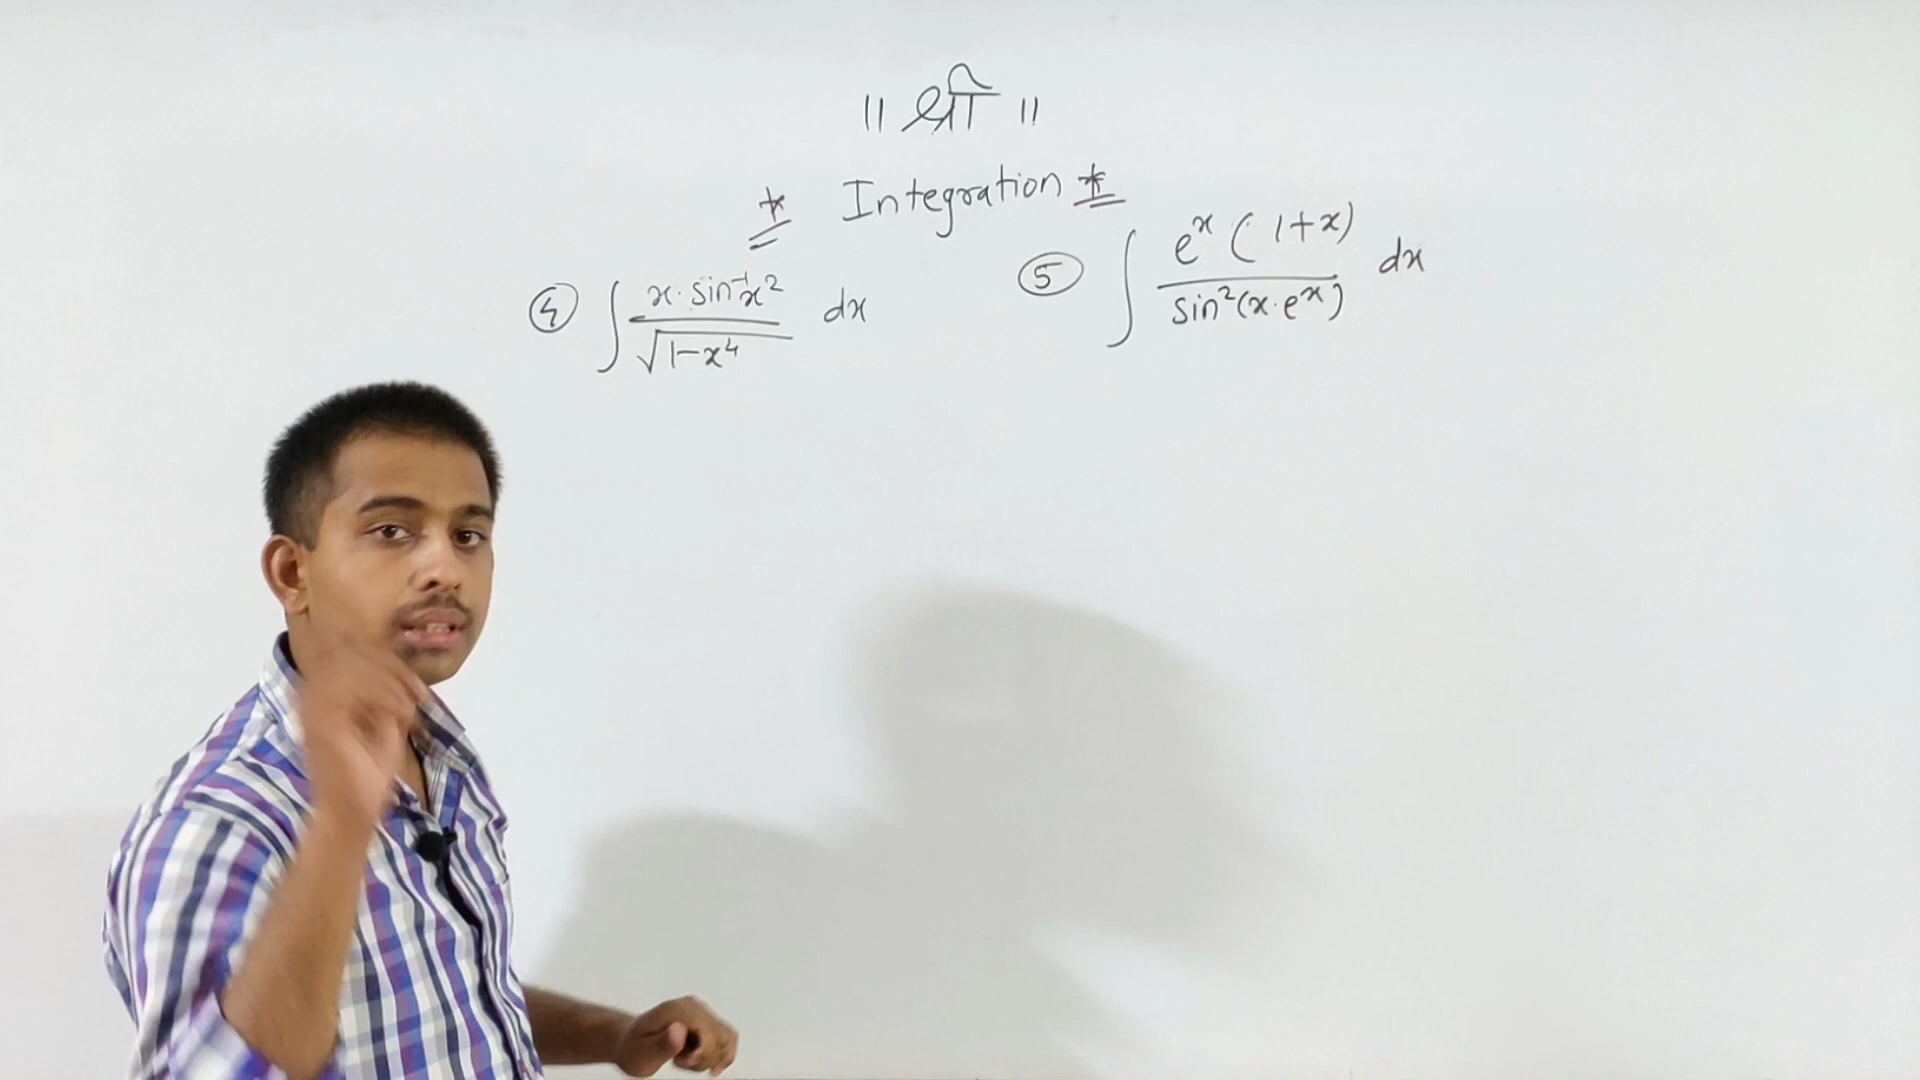 ॥ श्री ॥
* Integration *
④ ∫ x·sin⁻¹x² / √(1-x⁴) dx
⑤ ∫ eˣ(1+x) / sin²(x·eˣ) dx